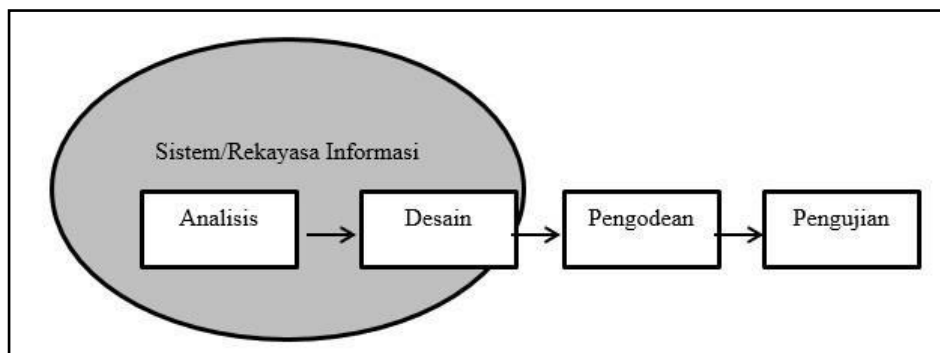 Sistem/Rekayasa Informasi
Analisis
Desain
Pengodean
Pengujian